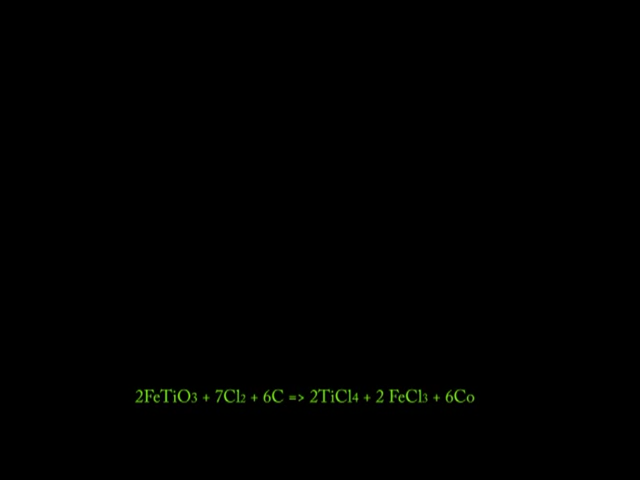 2FeTiO3 + 7Cl2 + 6C => 2TiCl4 + 2 FeCl3 + 6Co